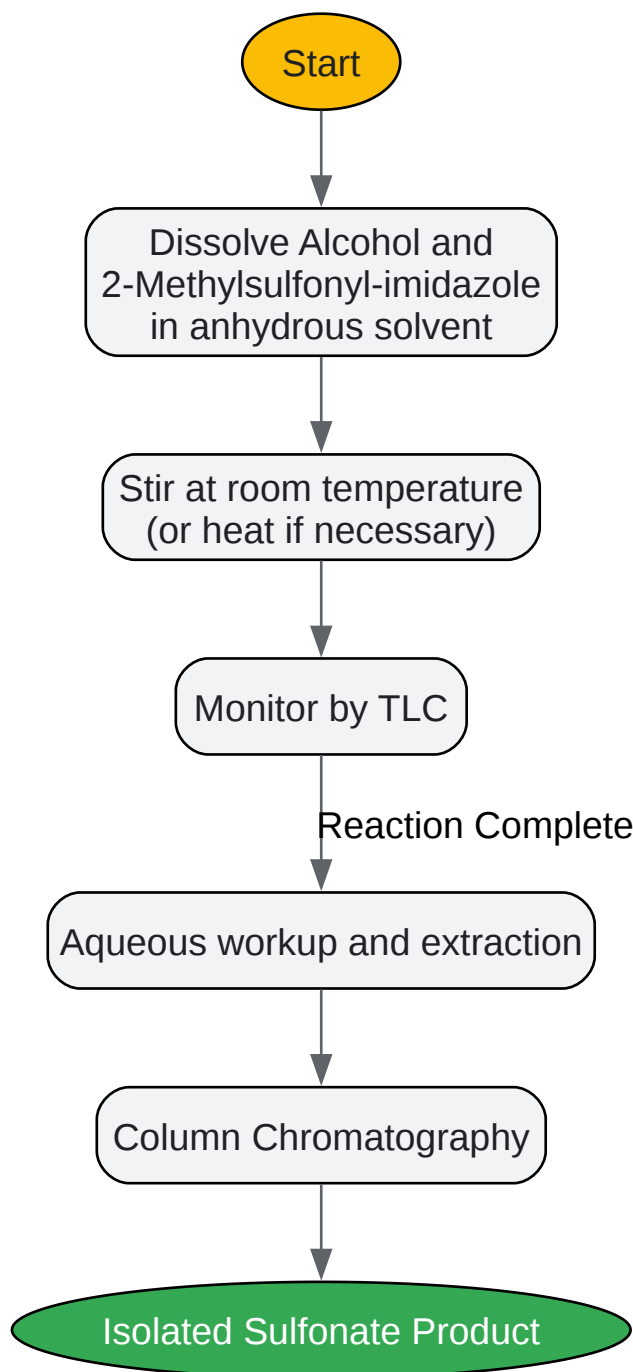 Start
Dissolve Alcohol and
2-Methylsulfonyl-imidazole
in anhydrous solvent
Stir at room temperature
(or heat if necessary)
Monitor by TLC
Reaction Complete
Aqueous workup and extraction
Column Chromatography
Isolated Sulfonate Product